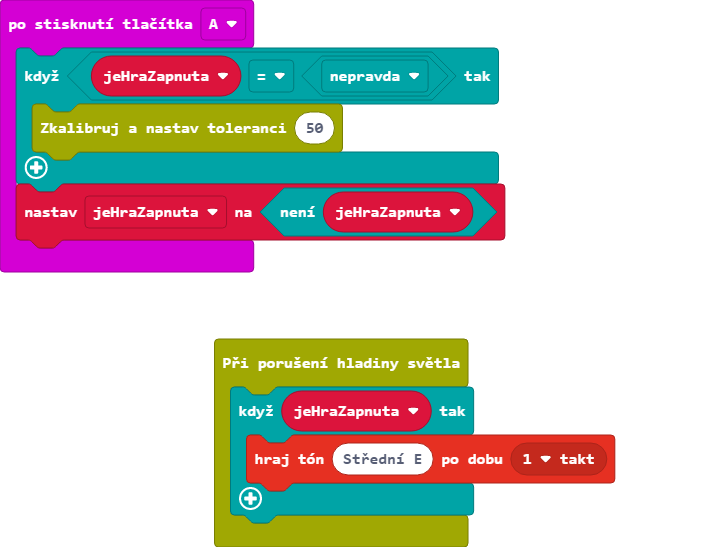 po stisknutí tlačítka A
když jeHraZapnuta = nepravda tak
Zkalibruj a nastav toleranci 50
nastav jeHraZapnuta na není jeHraZapnuta
Při porušení hladiny světla
když jeHraZapnuta tak
hraj tón Střední E po dobu 1 takt